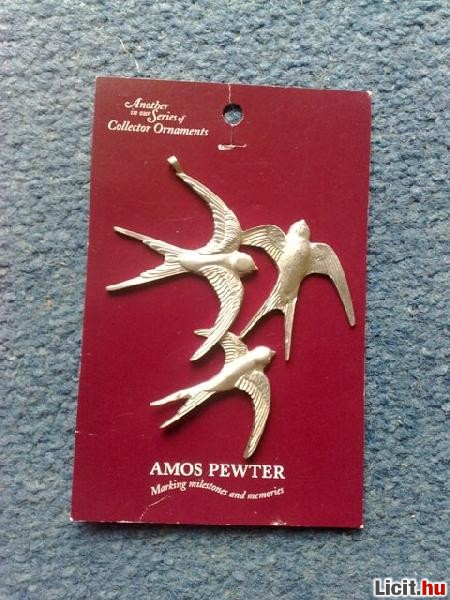 Another
in our Series of
Collector Ornaments
AMOS PEWTER
Marking milestones and memories
Licit.hu